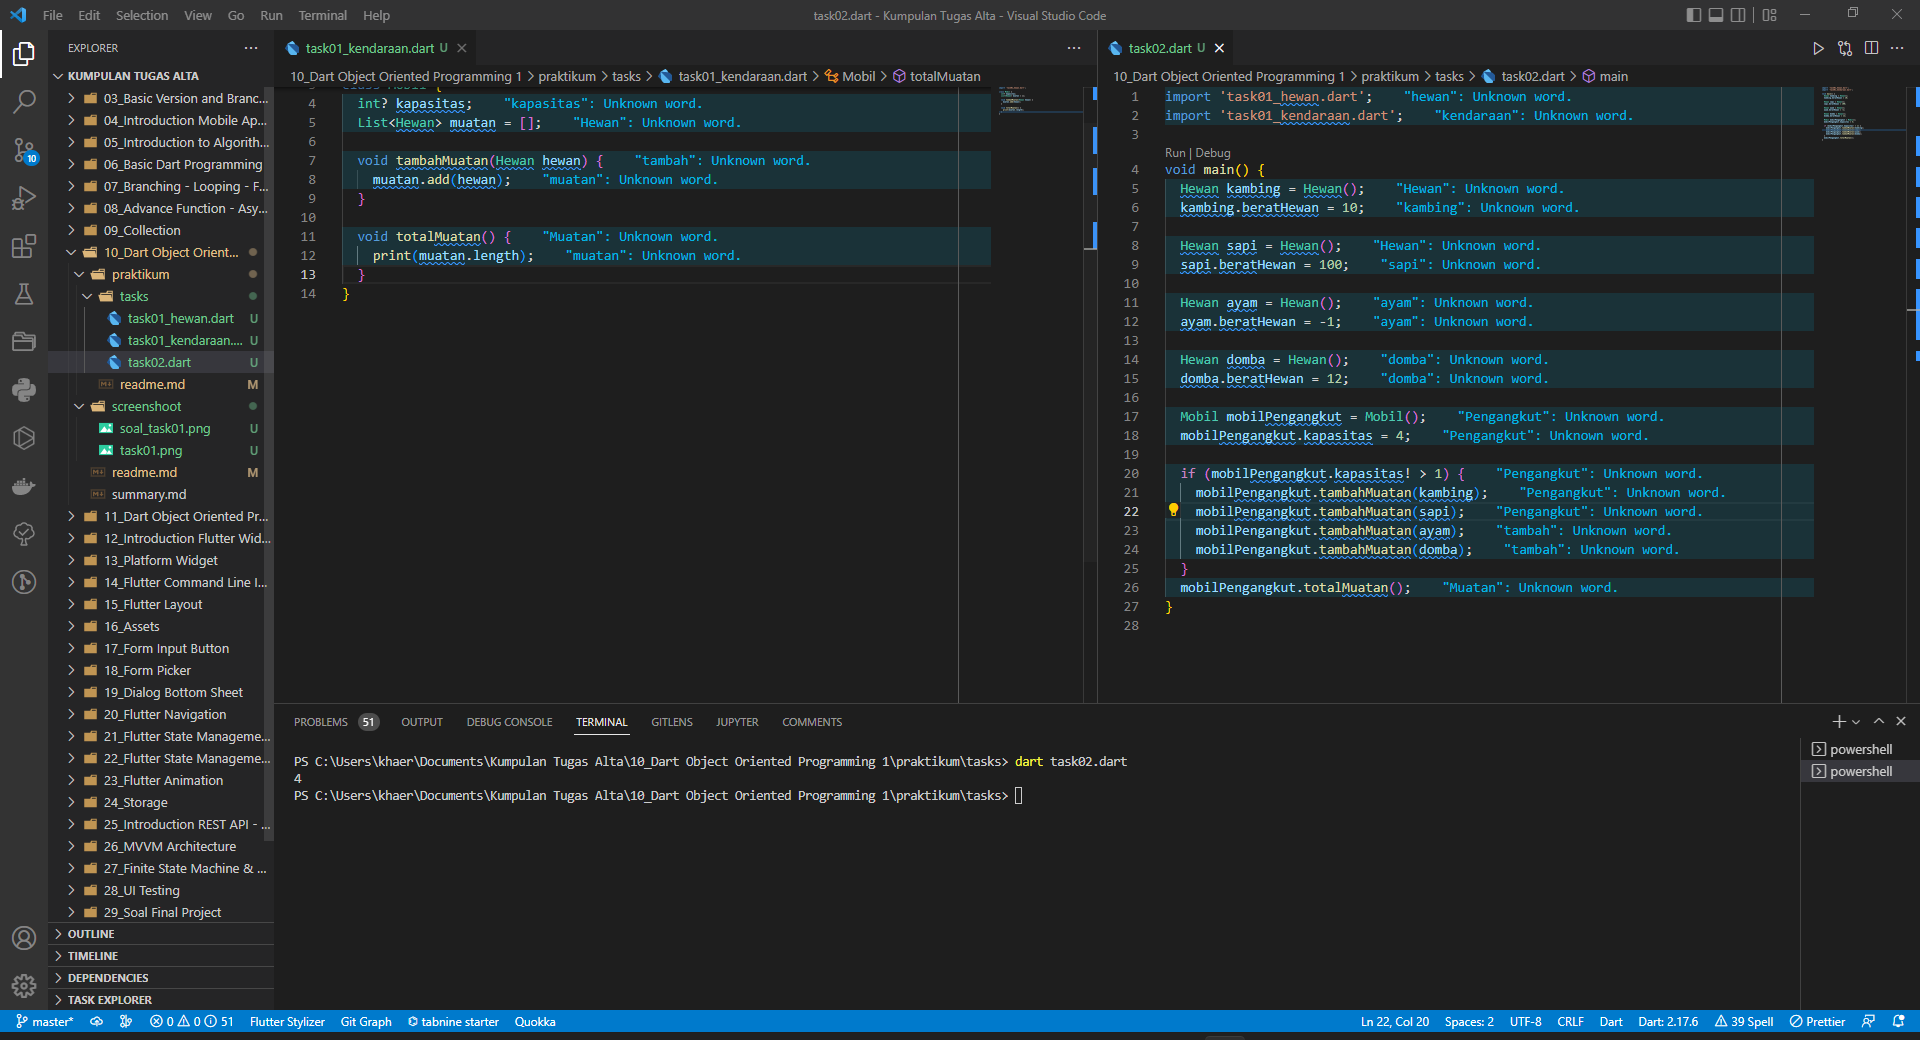 File Edit Selection View Go Run Terminal Help
task02.dart - Kumpulan Tugas Alta - Visual Studio Code
EXPLORER
KUMPULAN TUGAS ALTA
03_Basic Version and Branc...
04_Introduction Mobile Ap...
05_Introduction to Algorith...
06_Basic Dart Programming
07_Branching - Looping - F...
08_Advance Function - Asy...
09_Collection
10_Dart Object Orient...
praktikum
tasks
task01_hewan.dart U
task01_kendaraan.... U
task02.dart U
readme.md M
screenshoot
soal_task01.png U
task01.png U
readme.md M
summary.md
11_Dart Object Oriented Pr...
12_Introduction Flutter Wid...
13_Platform Widget
14_Flutter Command Line I...
15_Flutter Layout
16_Assets
17_Form Input Button
18_Form Picker
19_Dialog Bottom Sheet
20_Flutter Navigation
21_Flutter State Manageme...
22_Flutter State Manageme...
23_Flutter Animation
24_Storage
25_Introduction REST API - ...
26_MVVM Architecture
27_Finite State Machine & ...
28_UI Testing
29_Soal Final Project
OUTLINE
TIMELINE
DEPENDENCIES
TASK EXPLORER
10
task01_kendaraan.dart U
10_Dart Object Oriented Programming 1 > praktikum > tasks > task01_kendaraan.dart > Mobil > totalMuatan
4 int? kapasitas; "kapasitas": Unknown word.
5 List<Hewan> muatan = []; "Hewan": Unknown word.
6
7 void tambahMuatan(Hewan hewan) { "tambah": Unknown word.
8 muatan.add(hewan); "muatan": Unknown word.
9 }
10
11 void totalMuatan() { "Muatan": Unknown word.
12 print(muatan.length); "muatan": Unknown word.
13 }
14 }
task02.dart U
10_Dart Object Oriented Programming 1 > praktikum > tasks > task02.dart > main
1 import 'task01_hewan.dart'; "hewan": Unknown word.
2 import 'task01_kendaraan.dart'; "kendaraan": Unknown word.
3
Run | Debug
4 void main() {
5 Hewan kambing = Hewan(); "Hewan": Unknown word.
6 kambing.beratHewan = 10; "kambing": Unknown word.
7
8 Hewan sapi = Hewan(); "Hewan": Unknown word.
9 sapi.beratHewan = 100; "sapi": Unknown word.
10
11 Hewan ayam = Hewan(); "ayam": Unknown word.
12 ayam.beratHewan = -1; "ayam": Unknown word.
13
14 Hewan domba = Hewan(); "domba": Unknown word.
15 domba.beratHewan = 12; "domba": Unknown word.
16
17 Mobil mobilPengangkut = Mobil(); "Pengangkut": Unknown word.
18 mobilPengangkut.kapasitas = 4; "Pengangkut": Unknown word.
19
20 if (mobilPengangkut.kapasitas! > 1) { "Pengangkut": Unknown word.
21 mobilPengangkut.tambahMuatan(kambing); "Pengangkut": Unknown word.
22 mobilPengangkut.tambahMuatan(sapi); "Pengangkut": Unknown word.
23 mobilPengangkut.tambahMuatan(ayam); "tambah": Unknown word.
24 mobilPengangkut.tambahMuatan(domba); "tambah": Unknown word.
25 }
26 mobilPengangkut.totalMuatan(); "Muatan": Unknown word.
27 }
28
PROBLEMS 51 OUTPUT DEBUG CONSOLE TERMINAL GITLENS JUPYTER COMMENTS
PS C:\Users\khaer\Documents\Kumpulan Tugas Alta\10_Dart Object Oriented Programming 1\praktikum\tasks> dart task02.dart
4
PS C:\Users\khaer\Documents\Kumpulan Tugas Alta\10_Dart Object Oriented Programming 1\praktikum\tasks>
powershell
powershell
master* 0 0 51 Flutter Stylizer Git Graph tabnine starter Quokka
Ln 22, Col 20 Spaces: 2 UTF-8 CRLF Dart Dart: 2.17.6 39 Spell Prettier